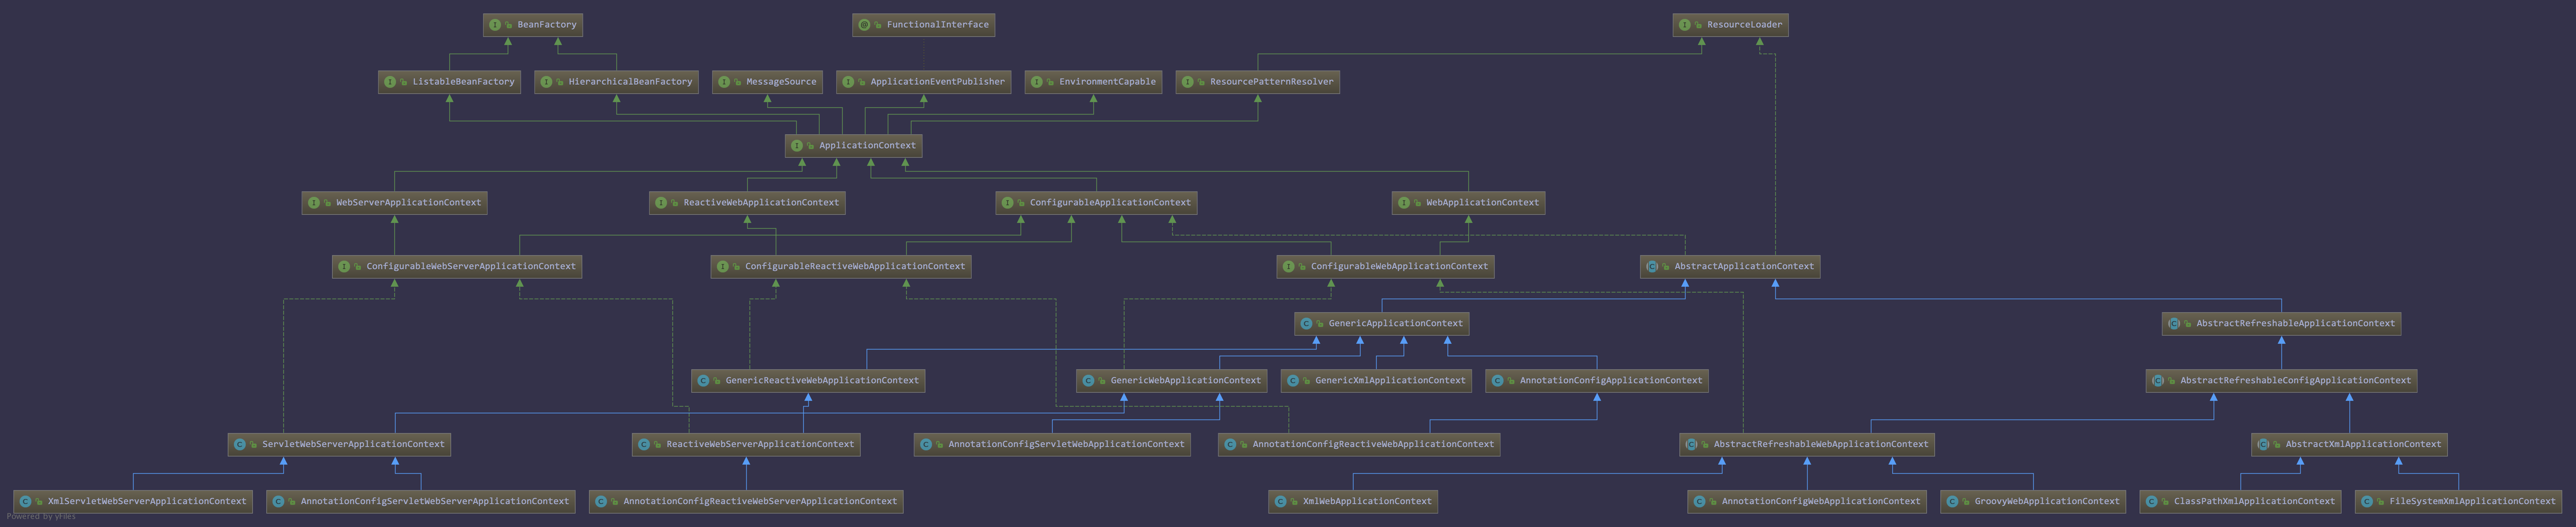 BeanFactory
FunctionalInterface
ResourceLoader
ListableBeanFactory
HierarchicalBeanFactory
MessageSource
ApplicationEventPublisher
EnvironmentCapable
ResourcePatternResolver
ApplicationContext
WebServerApplicationContext
ReactiveWebApplicationContext
ConfigurableApplicationContext
WebApplicationContext
ConfigurableWebServerApplicationContext
ConfigurableReactiveWebApplicationContext
ConfigurableWebApplicationContext
AbstractApplicationContext
GenericApplicationContext
AbstractRefreshableApplicationContext
GenericReactiveWebApplicationContext
GenericWebApplicationContext
GenericXmlApplicationContext
AnnotationConfigApplicationContext
AbstractRefreshableConfigApplicationContext
ServletWebServerApplicationContext
ReactiveWebServerApplicationContext
AnnotationConfigServletWebApplicationContext
AnnotationConfigReactiveWebApplicationContext
AbstractRefreshableWebApplicationContext
AbstractXmlApplicationContext
XmlServletWebServerApplicationContext
AnnotationConfigServletWebServerApplicationContext
AnnotationConfigReactiveWebServerApplicationContext
XmlWebApplicationContext
AnnotationConfigWebApplicationContext
GroovyWebApplicationContext
ClassPathXmlApplicationContext
FileSystemXmlApplicationContext
Powered by yFiles